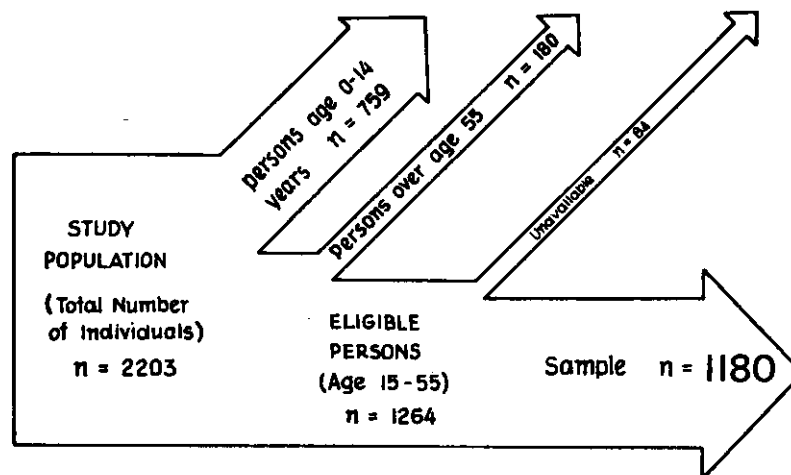 persons age 0-14
years n = 759
persons over age 55 n = 180
Unavailable n = 84
STUDY
POPULATION
(Total Number
of Individuals)
n = 2203
ELIGIBLE
PERSONS
(Age 15-55)
n = 1264
Sample n = 1180